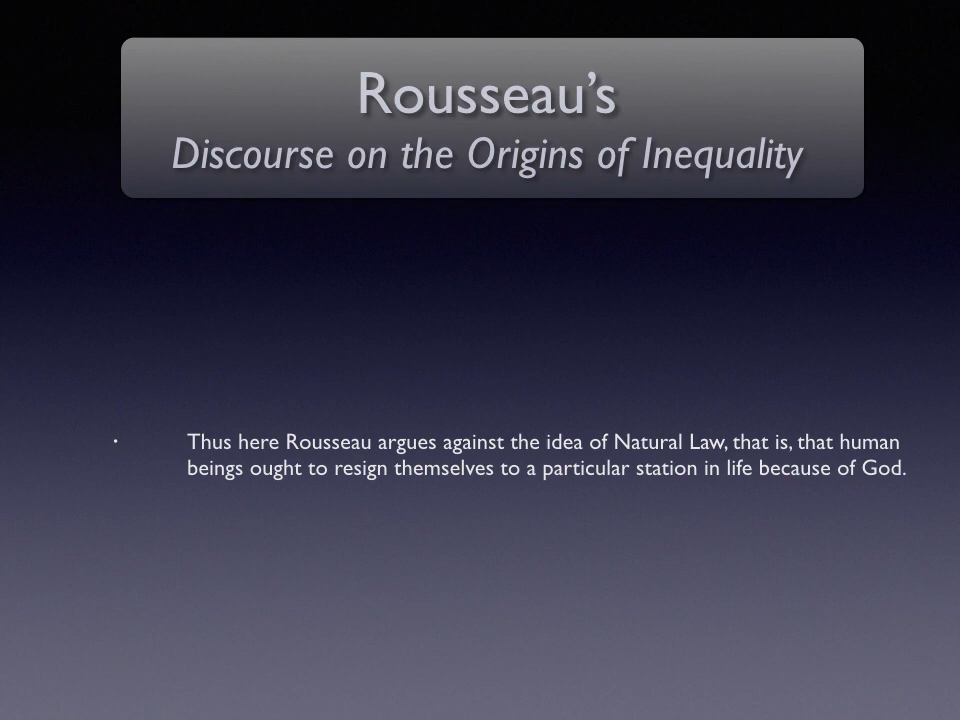 Rousseau’s
Discourse on the Origins of Inequality
• Thus here Rousseau argues against the idea of Natural Law, that is, that human
beings ought to resign themselves to a particular station in life because of God.